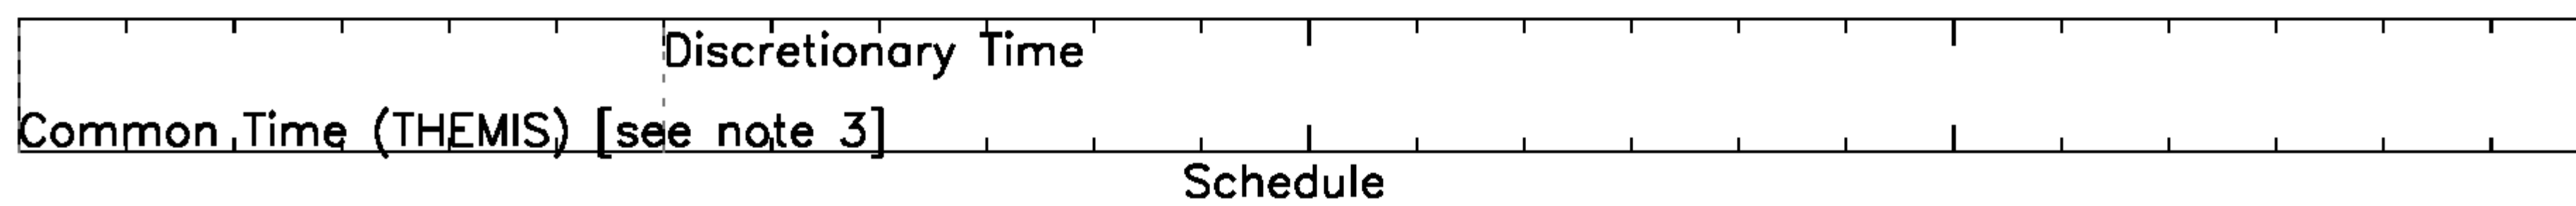 Discretionary Time
Common Time (THEMIS) [see note 3]
Schedule